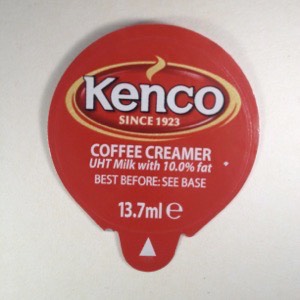 Kenco
SINCE 1923
COFFEE CREAMER
UHT Milk with 10.0% fat
BEST BEFORE: SEE BASE
13.7ml ℮